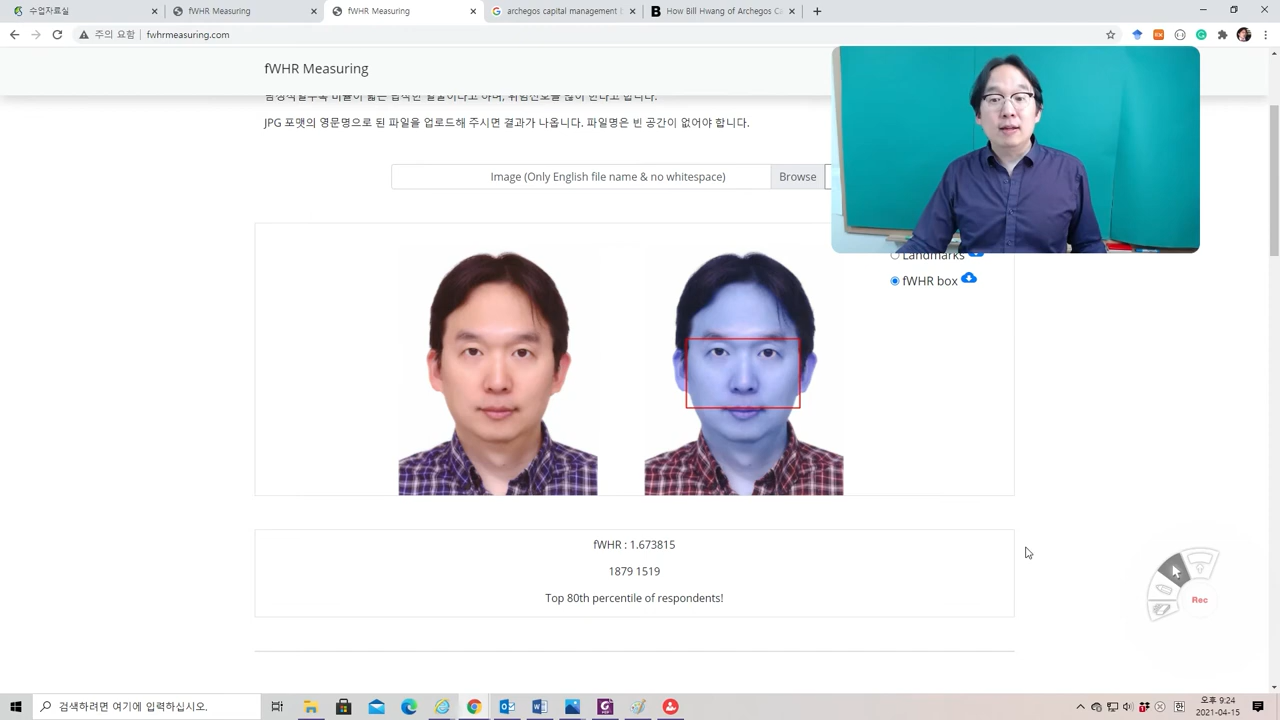 수업자료실
fWHR Measuring
fWHR Measuring
archegos capital management t
How Bill Hwang of Archegos Ca
주의 요함
fwhrmeasuring.com
fWHR Measuring
JPG 포맷의 영문명으로 된 파일을 업로드해 주시면 결과가 나옵니다. 파일명은 빈 공간이 없어야 합니다.
Image (Only English file name & no whitespace)
Browse
Landmarks
fWHR box
fWHR : 1.673815
1879 1519
Top 80th percentile of respondents!
Rec
검색하려면 여기에 입력하십시오.
오후 9:24
2021-04-15